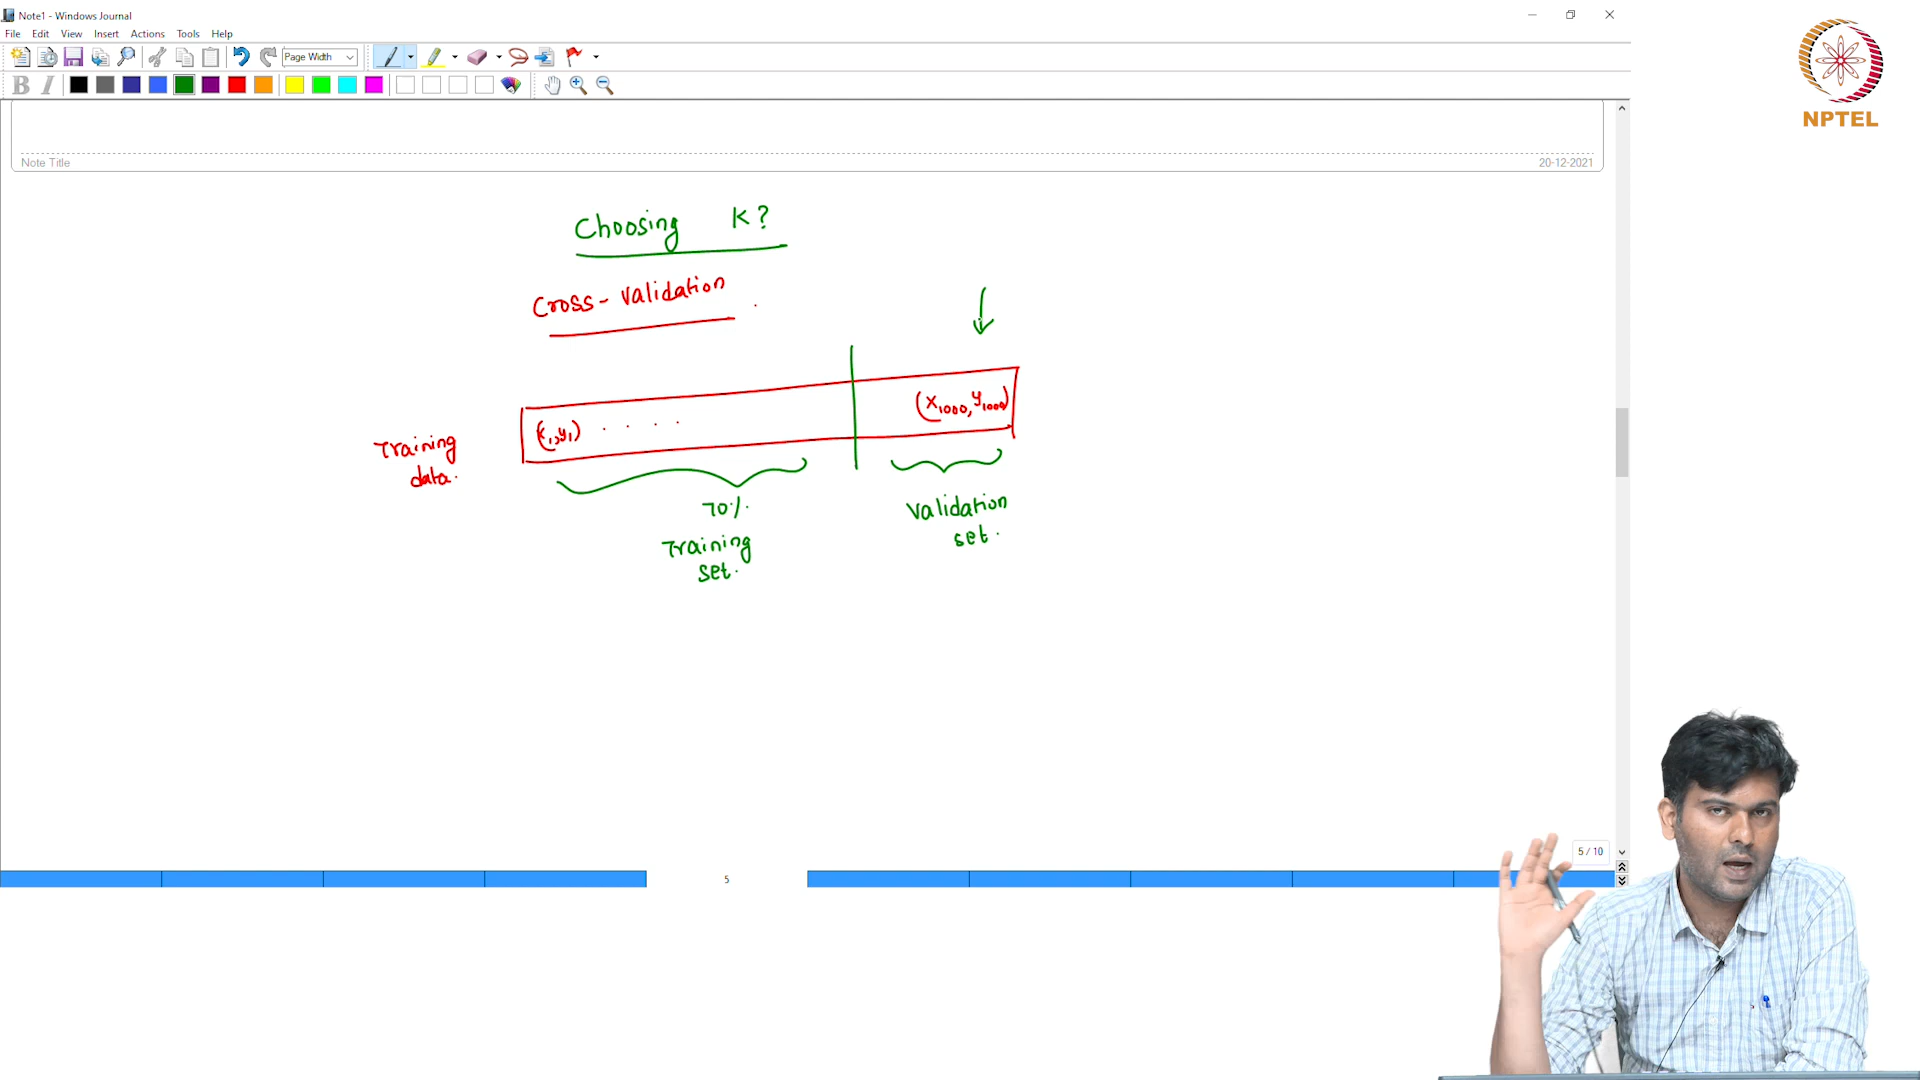 Note1 - Windows Journal
File Edit View Insert Actions Tools Help
Page Width
B I
NPTEL
Note Title
20-12-2021
Choosing K?
Cross-validation
(x1,y1) . . . .
(x1000, y1000)
Training
data.
70%.
Training
set.
Validation
set.
5/10
5